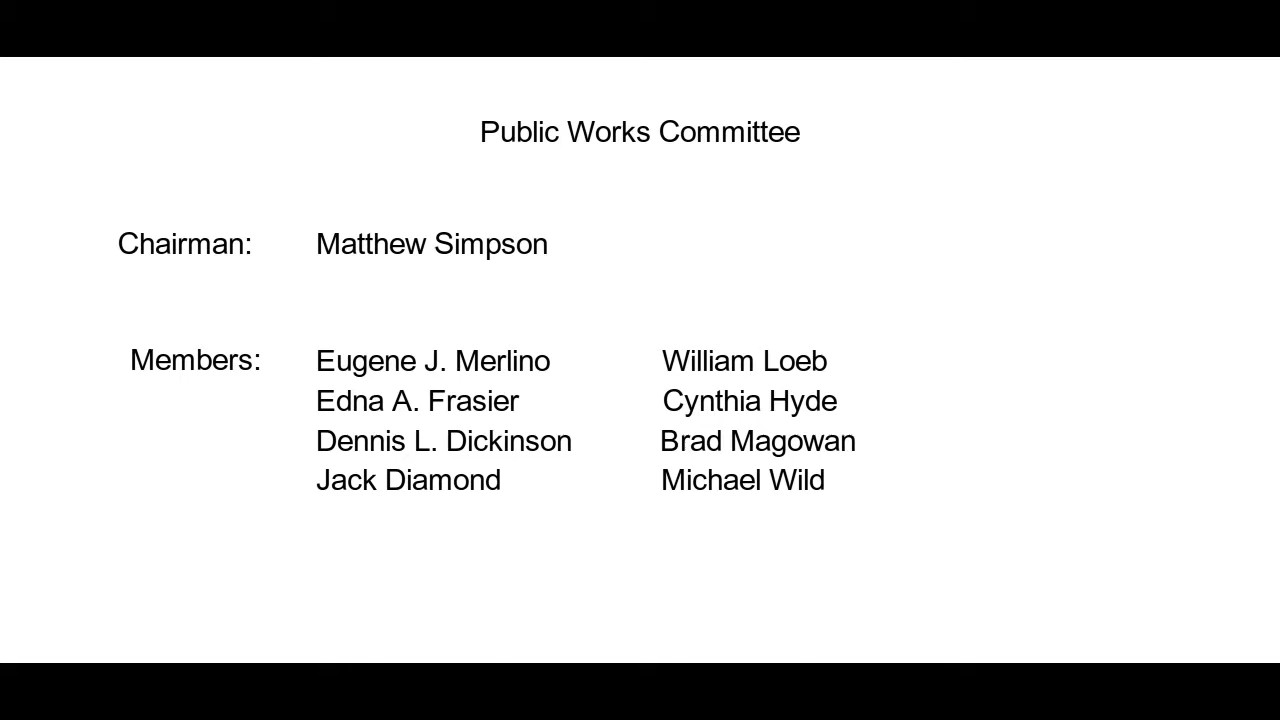 Public Works Committee
Chairman: Matthew Simpson
Members: Eugene J. Merlino William Loeb
Edna A. Frasier Cynthia Hyde
Dennis L. Dickinson Brad Magowan
Jack Diamond Michael Wild